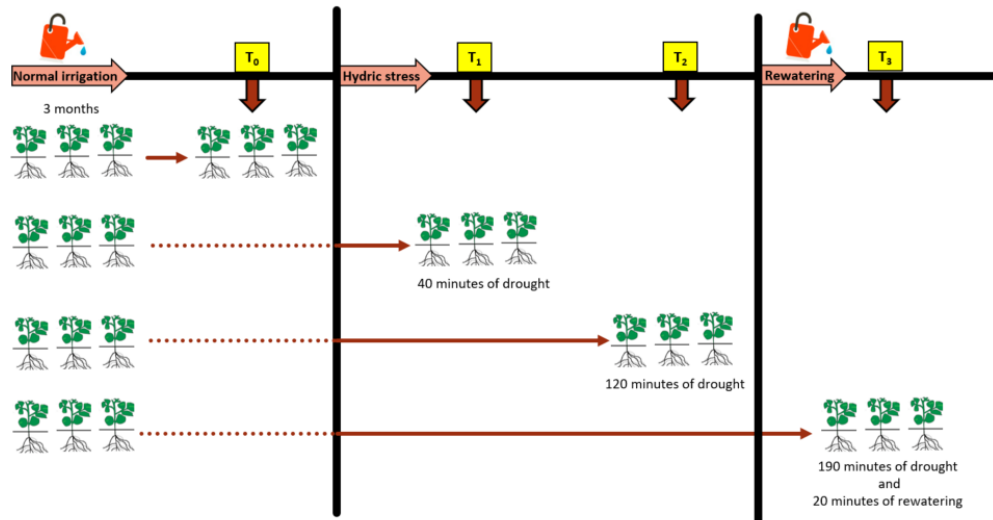 Normal irrigation
T₀
Hydric stress
T₁
T₂
Rewatering
T₃
3 months
40 minutes of drought
120 minutes of drought
190 minutes of drought
and
20 minutes of rewatering